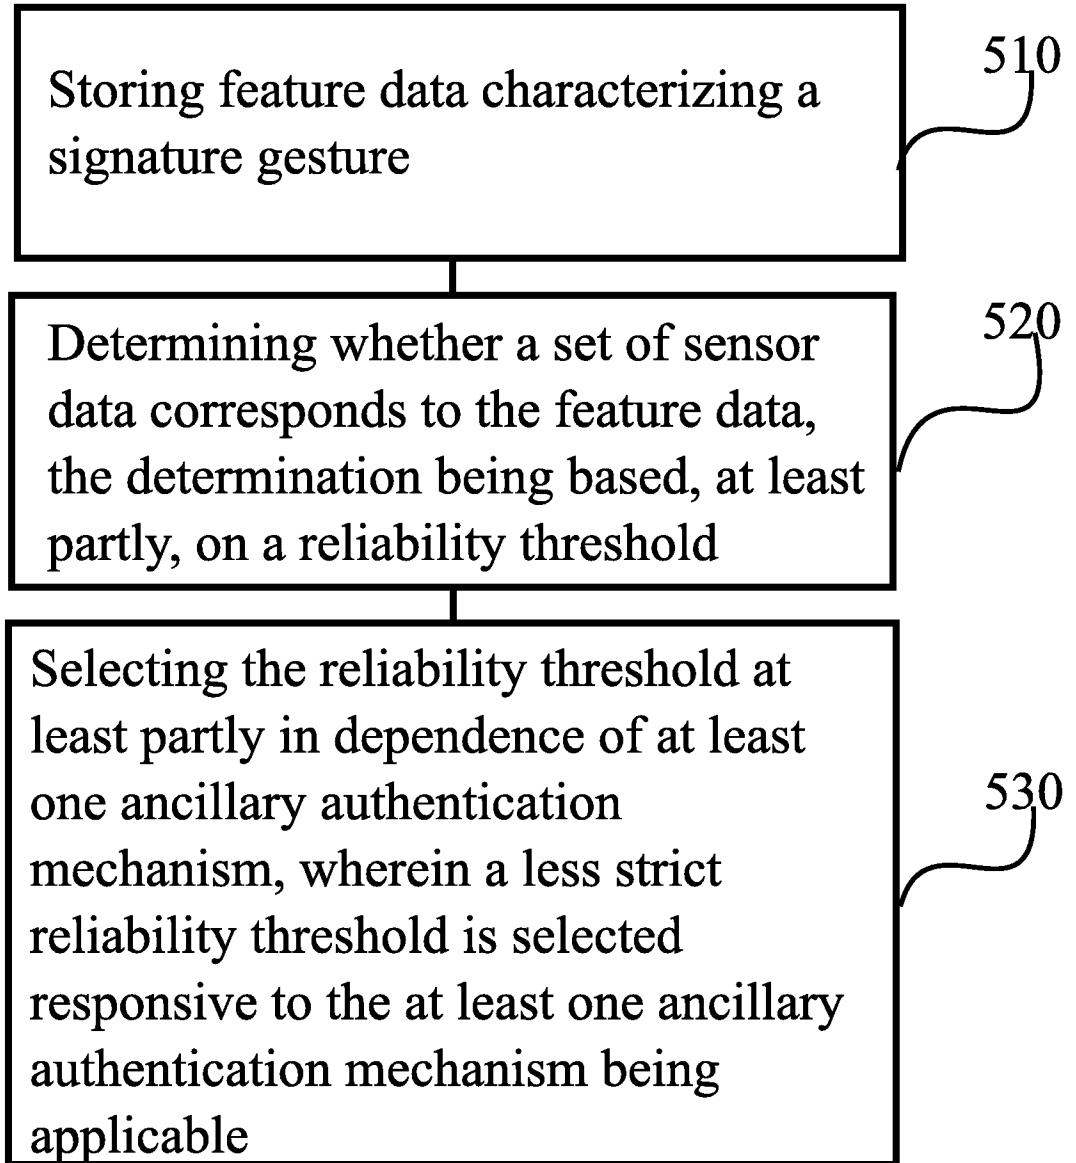 510
Storing feature data characterizing a
signature gesture
520
Determining whether a set of sensor
data corresponds to the feature data,
the determination being based, at least
partly, on a reliability threshold
530
Selecting the reliability threshold at
least partly in dependence of at least
one ancillary authentication
mechanism, wherein a less strict
reliability threshold is selected
responsive to the at least one ancillary
authentication mechanism being
applicable